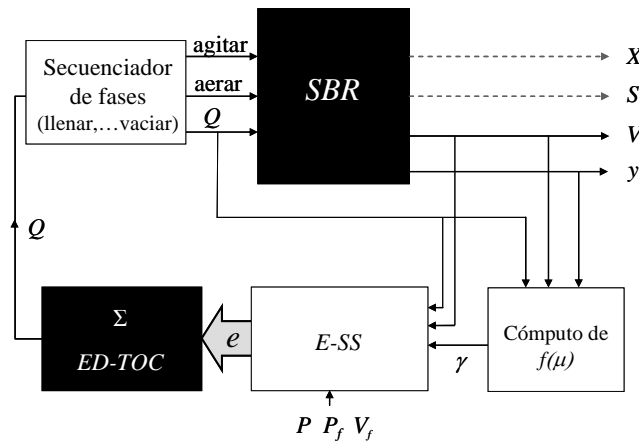 agitar
Secuenciador
de fases
(llenar,…vaciar)
aerar
Q
SBR
X
S
V
y
Q
Σ
ED-TOC
e
E-SS
γ
Cómputo de
f(μ)
P P_f V_f